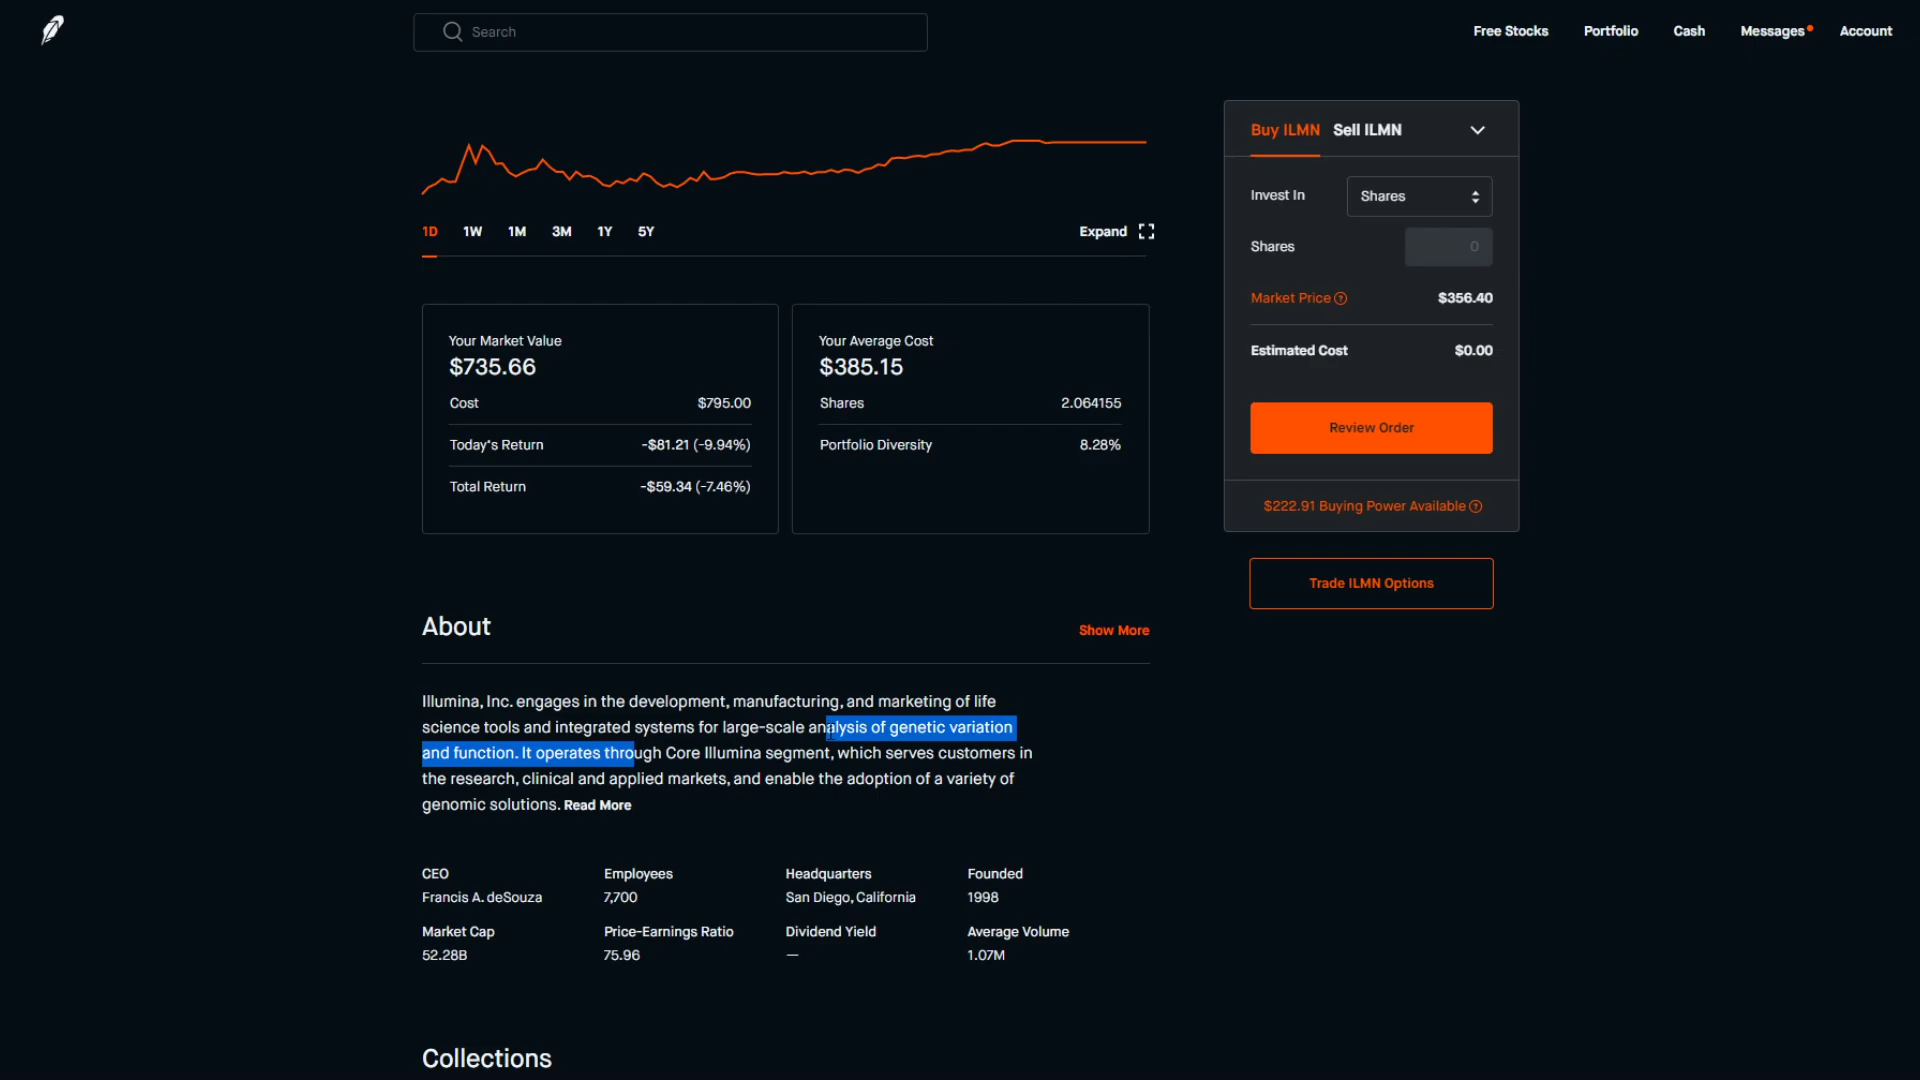 Search
Free Stocks
Portfolio
Cash
Messages
Account
1D
1W
1M
3M
1Y
5Y
Expand
Your Market Value
$735.66
Cost
$795.00
Today's Return
-$81.21 (-9.94%)
Total Return
-$59.34 (-7.46%)
Your Average Cost
$385.15
Shares
2.064155
Portfolio Diversity
8.28%
Buy ILMN
Sell ILMN
Invest In
Shares
Shares
0
Market Price ?
$356.40
Estimated Cost
$0.00
Review Order
$222.91 Buying Power Available ?
Trade ILMN Options
About
Show More
Illumina, Inc. engages in the development, manufacturing, and marketing of life
science tools and integrated systems for large-scale analysis of genetic variation
and function. It operates through Core Illumina segment, which serves customers in
the research, clinical and applied markets, and enable the adoption of a variety of
genomic solutions. Read More
CEO
Francis A. deSouza
Employees
7,700
Headquarters
San Diego, California
Founded
1998
Market Cap
52.28B
Price-Earnings Ratio
75.96
Dividend Yield
—
Average Volume
1.07M
Collections